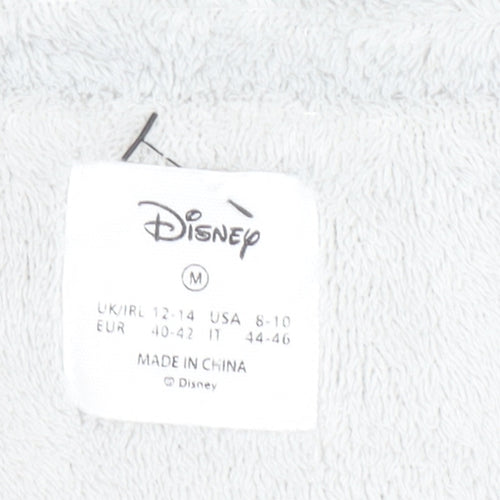 Disney
M
UK/IRL 12-14 USA 8-10
EUR 40-42 IT 44-46
MADE IN CHINA
© Disney